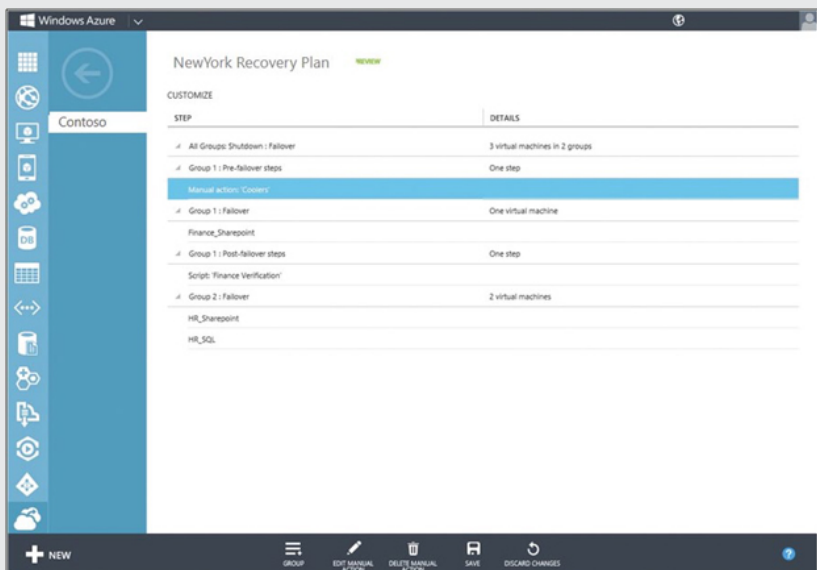 Windows Azure
NewYork Recovery Plan REVIEW
Contoso
CUSTOMIZE
STEP DETAILS
All Groups: Shutdown : Failover 3 virtual machines in 2 groups
Group 1 : Pre-failover steps One step
Manual action: 'Coolers'
Group 1 : Failover One virtual machine
Finance_Sharepoint
Group 1 : Post-failover steps One step
Script: 'Finance Verification'
Group 2 : Failover 2 virtual machines
HR_Sharepoint
HR_SQL
DB
NEW
GROUP
EDIT MANUAL
ACTION
DELETE MANUAL
ACTION
SAVE
DISCARD CHANGES
?